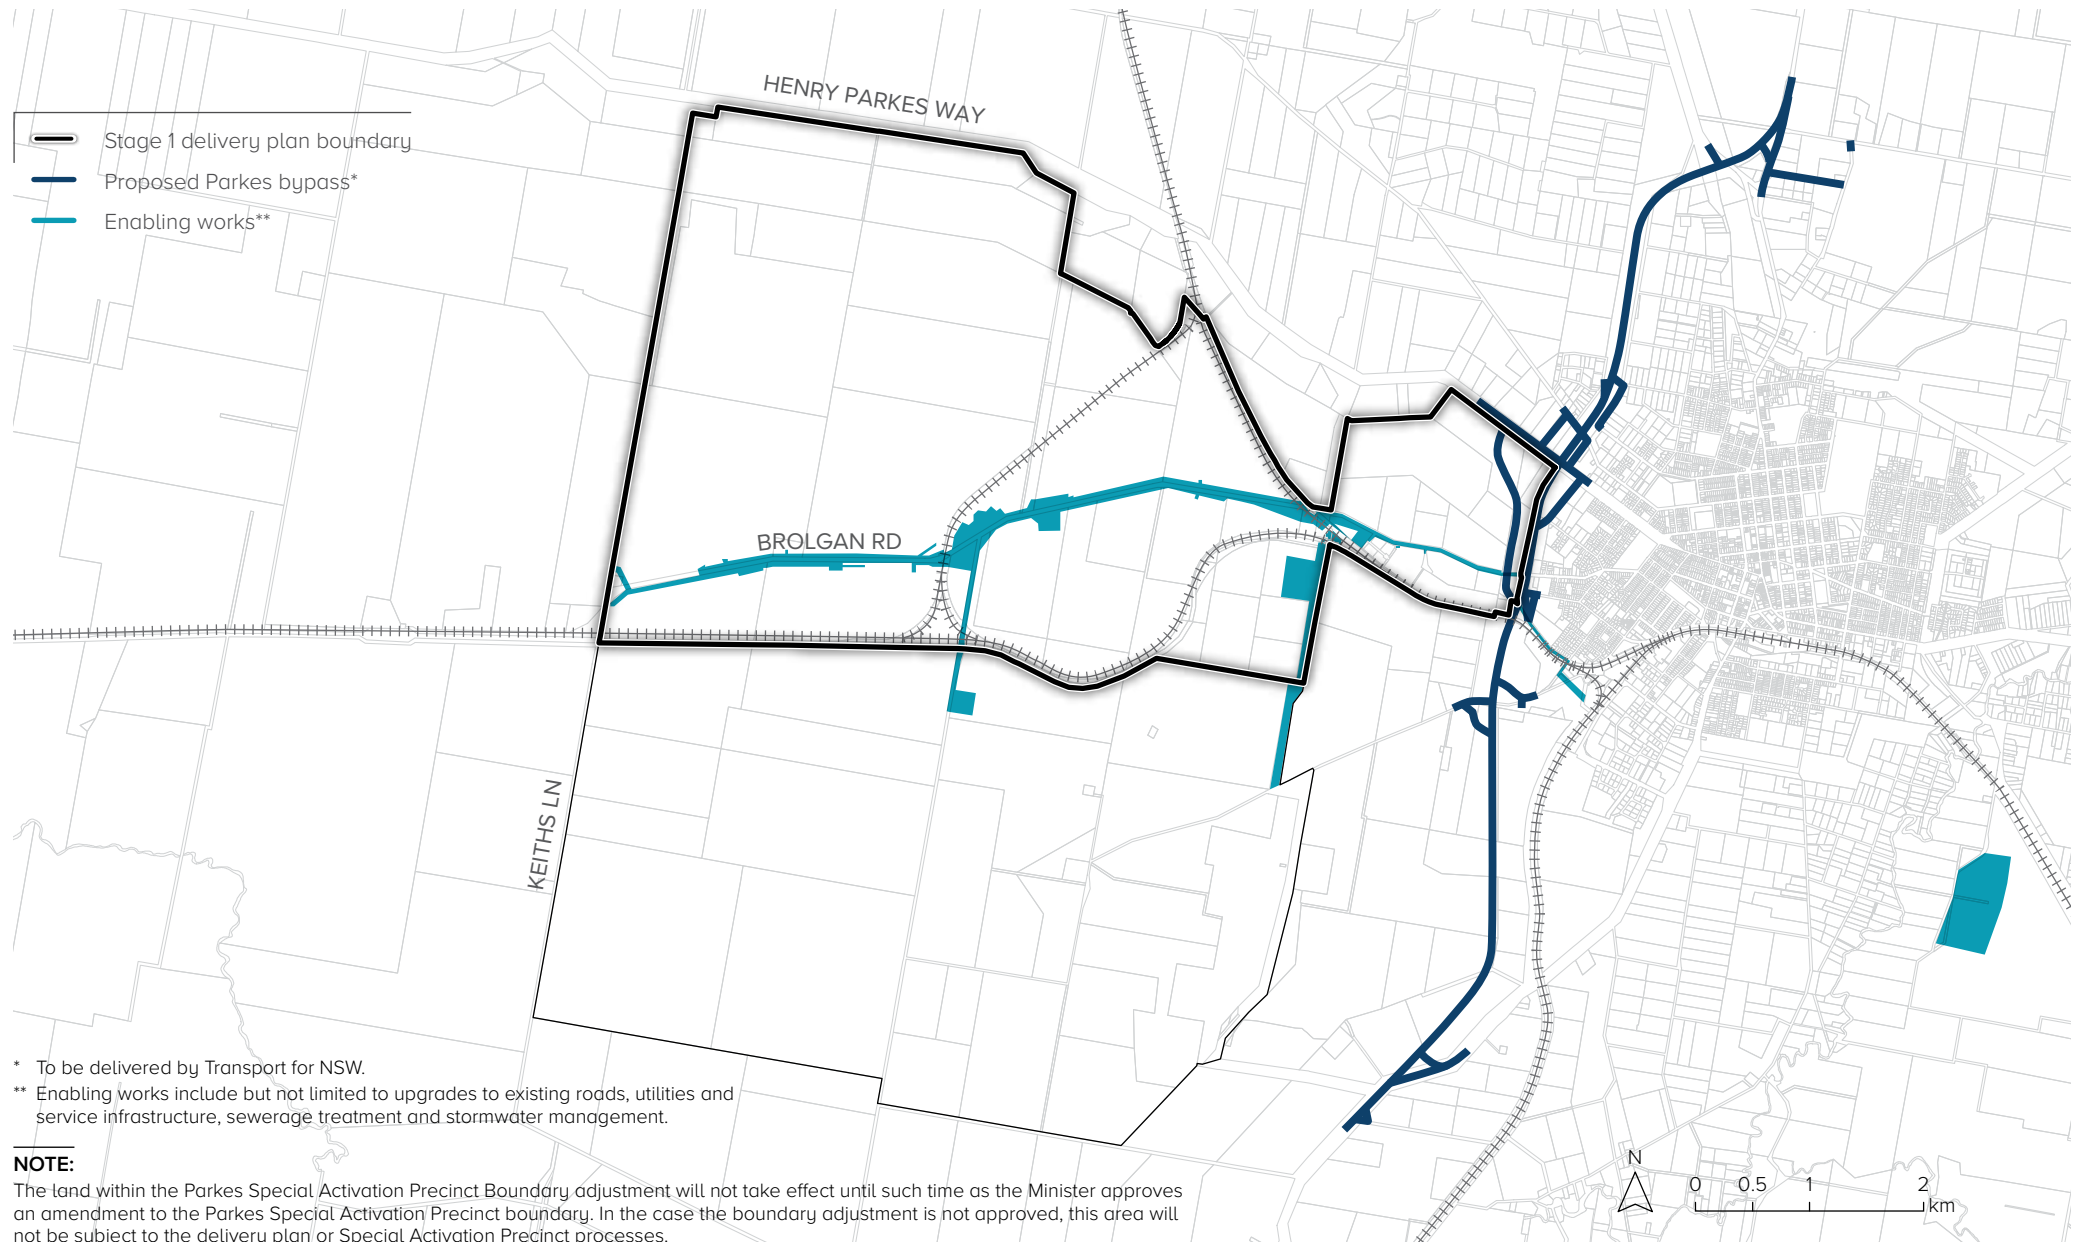 HENRY PARKES WAY
Stage 1 delivery plan boundary
Proposed Parkes bypass*
Enabling works**
BROLGAN RD
KEITHS LN
* To be delivered by Transport for NSW.
** Enabling works include but not limited to upgrades to existing roads, utilities and
service infrastructure, sewerage treatment and stormwater management.
NOTE:
The land within the Parkes Special Activation Precinct Boundary adjustment will not take effect until such time as the Minister approves
an amendment to the Parkes Special Activation Precinct boundary. In the case the boundary adjustment is not approved, this area will
not be subject to the delivery plan or Special Activation Precinct processes.
N
0 0.5 1 2
km